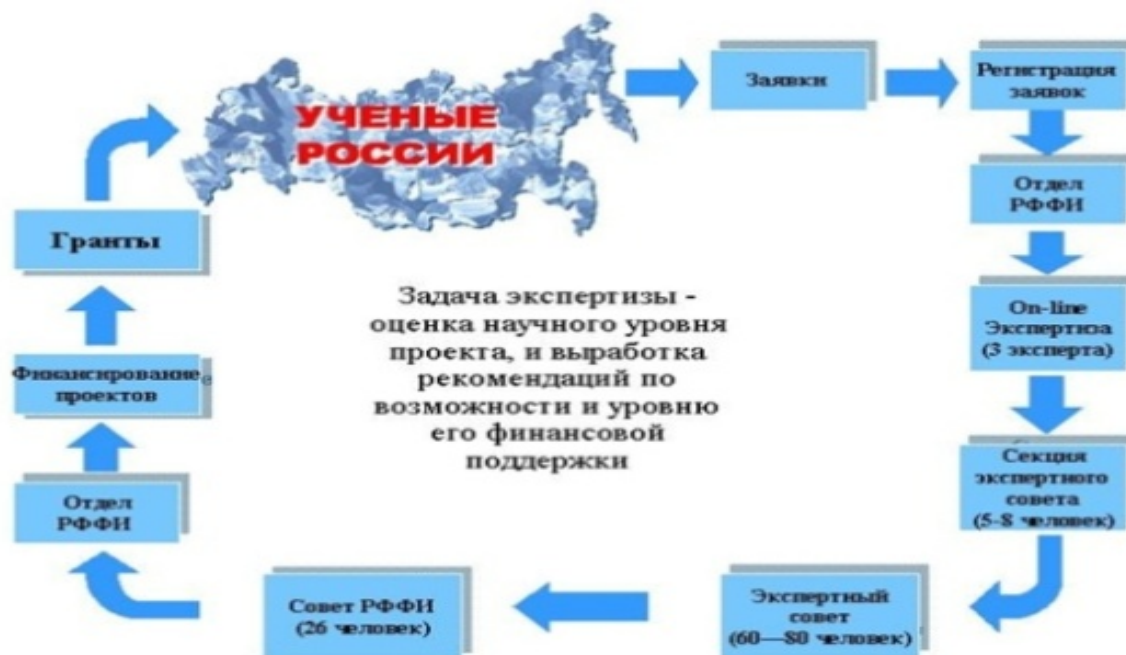 УЧЕНЫЕ
РОССИИ
Заявки
Регистрация
заявок
Отдел
РФФИ
On-line
Экспертиза
(3 эксперта)
Секция
экспертного
совета
(5-8 человек)
Экспертный
совет
(60—80 человек)
Совет РФФИ
(26 человек)
Отдел
РФФИ
Финансирование
проектов
Гранты
Задача экспертизы -
оценка научного уровня
проекта, и выработка
рекомендаций по
возможности и уровню
его финансовой
поддержки